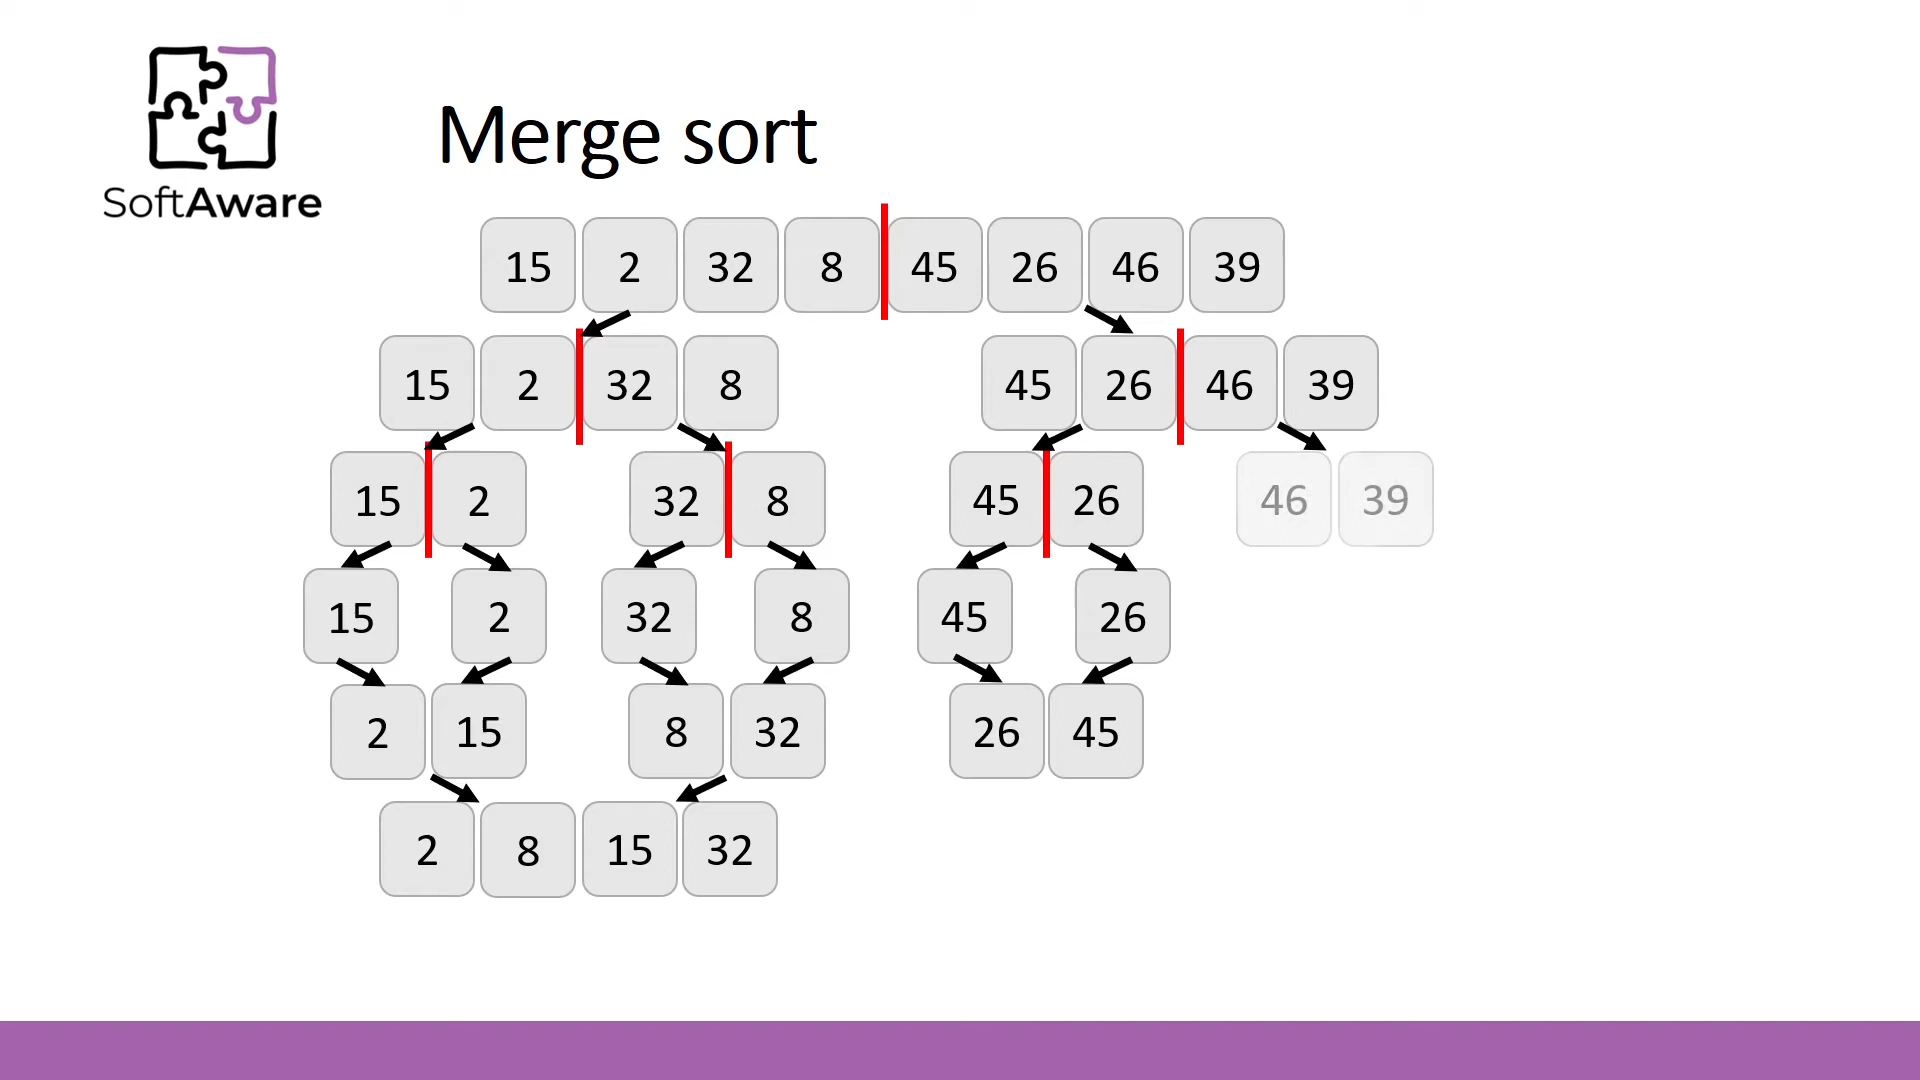 SoftAware
Merge sort
15 2 32 8 45 26 46 39
15 2 32 8 45 26 46 39
15 2 32 8 45 26 46 39
15 2 32 8 45 26
2 15 8 32 26 45
2 8 15 32